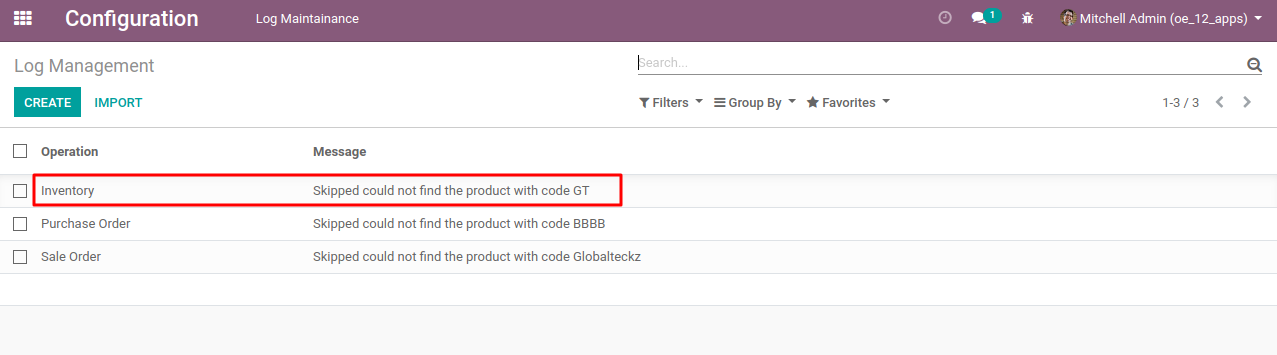 Configuration Log Maintainance 1 Mitchell Admin (oe_12_apps)
Log Management Search...
CREATE IMPORT Filters Group By Favorites 1-3 / 3
Operation Message
Inventory Skipped could not find the product with code GT
Purchase Order Skipped could not find the product with code BBBB
Sale Order Skipped could not find the product with code Globalteckz